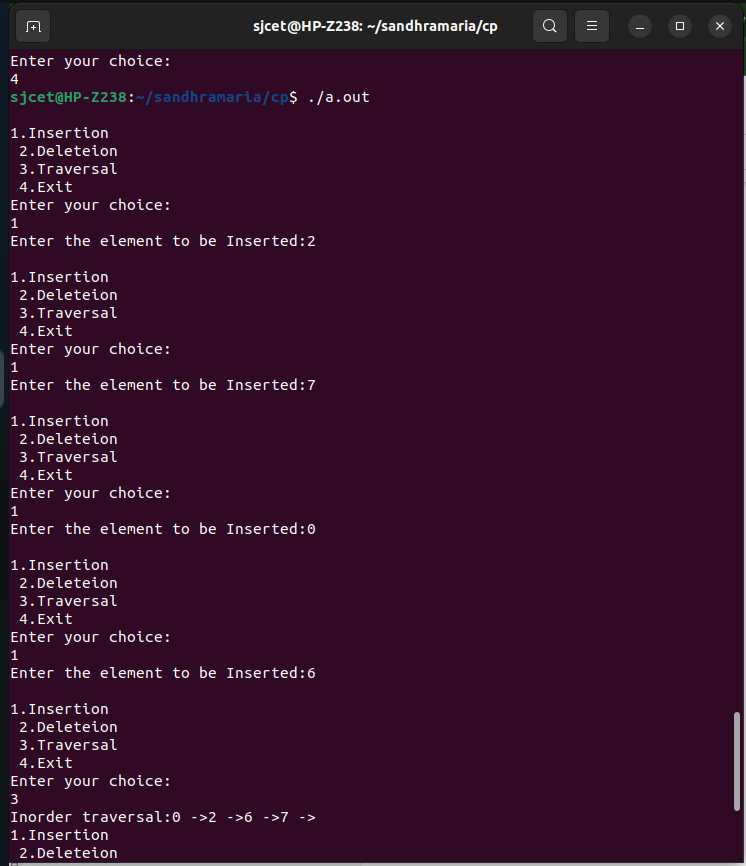 sjcet@HP-Z238: ~/sandhramaria/cp
Enter your choice:
4
sjcet@HP-Z238:~/sandhramaria/cp$ ./a.out
1.Insertion
2.Deleteion
3.Traversal
4.Exit
Enter your choice:
1
Enter the element to be Inserted:2
1.Insertion
2.Deleteion
3.Traversal
4.Exit
Enter your choice:
1
Enter the element to be Inserted:7
1.Insertion
2.Deleteion
3.Traversal
4.Exit
Enter your choice:
1
Enter the element to be Inserted:0
1.Insertion
2.Deleteion
3.Traversal
4.Exit
Enter your choice:
1
Enter the element to be Inserted:6
1.Insertion
2.Deleteion
3.Traversal
4.Exit
Enter your choice:
3
Inorder traversal:0 ->2 ->6 ->7 ->
1.Insertion
2.Deleteion